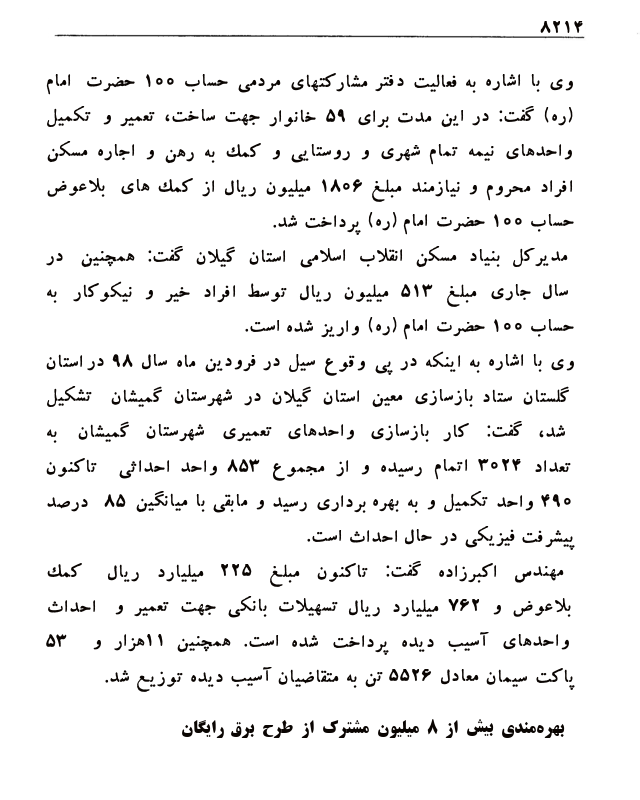 ۸۲۱۴
وی با اشاره به فعالیت دفتر مشارکتهای مردمی حساب ۱۰۰ حضرت امام
(ره) گفت: در این مدت برای ۵۹ خانوار جهت ساخت، تعمیر و تکمیل
واحدهای نیمه تمام شهری و روستایی و کمك به رهن و اجاره مسکن
افراد محروم و نیازمند مبلغ ۱۸۰۶ میلیون ریال از کمك های بلاعوض
حساب ۱۰۰ حضرت امام (ره) پرداخت شد.
مدیرکل بنیاد مسکن انقلاب اسلامی استان گیلان گفت: همچنین در
سال جاری مبلغ ۵۱۳ میلیون ریال توسط افراد خیر و نیکوکار به
حساب ۱۰۰ حضرت امام (ره) واریز شده است.
وی با اشاره به اینکه در پی وقوع سیل در فرودین ماه سال ۹۸ در استان
گلستان ستاد بازسازی معین استان گیلان در شهرستان گمیشان تشکیل
شد، گفت: کار بازسازی واحدهای تعمیری شهرستان گمیشان به
تعداد ۳۰۲۴ اتمام رسیده و از مجموع ۸۵۳ واحد احداثی تاکنون
۴۹۰ واحد تکمیل و به بهره برداری رسید و مابقی با میانگین ۸۵ درصد
پیشرفت فیزیکی در حال احداث است.
مهندس اکبرزاده گفت: تاکنون مبلغ ۲۲۵ میلیارد ریال کمك
بلاعوض و ۷۶۲ میلیارد ریال تسهیلات بانکی جهت تعمیر و احداث
واحدهای آسیب دیده پرداخت شده است. همچنین ۱۱هزار و ۵۳
پاکت سیمان معادل ۵۵۲۶ تن به متقاضیان آسیب دیده توزیع شد.
بهره‌مندی بیش از ۸ میلیون مشترک از طرح برق رایگان